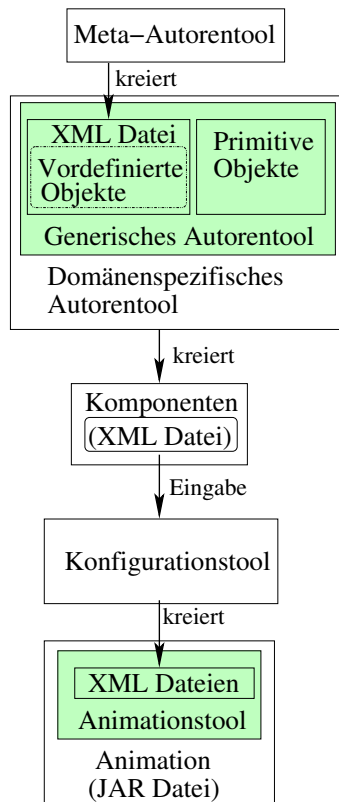 Meta-Autorentool
kreiert
XML Datei
Vordefinierte
Objekte
Primitive
Objekte
Generisches Autorentool
Domänenspezifisches
Autorentool
kreiert
Komponenten
(XML Datei)
Eingabe
Konfigurationstool
kreiert
XML Dateien
Animationstool
Animation
(JAR Datei)